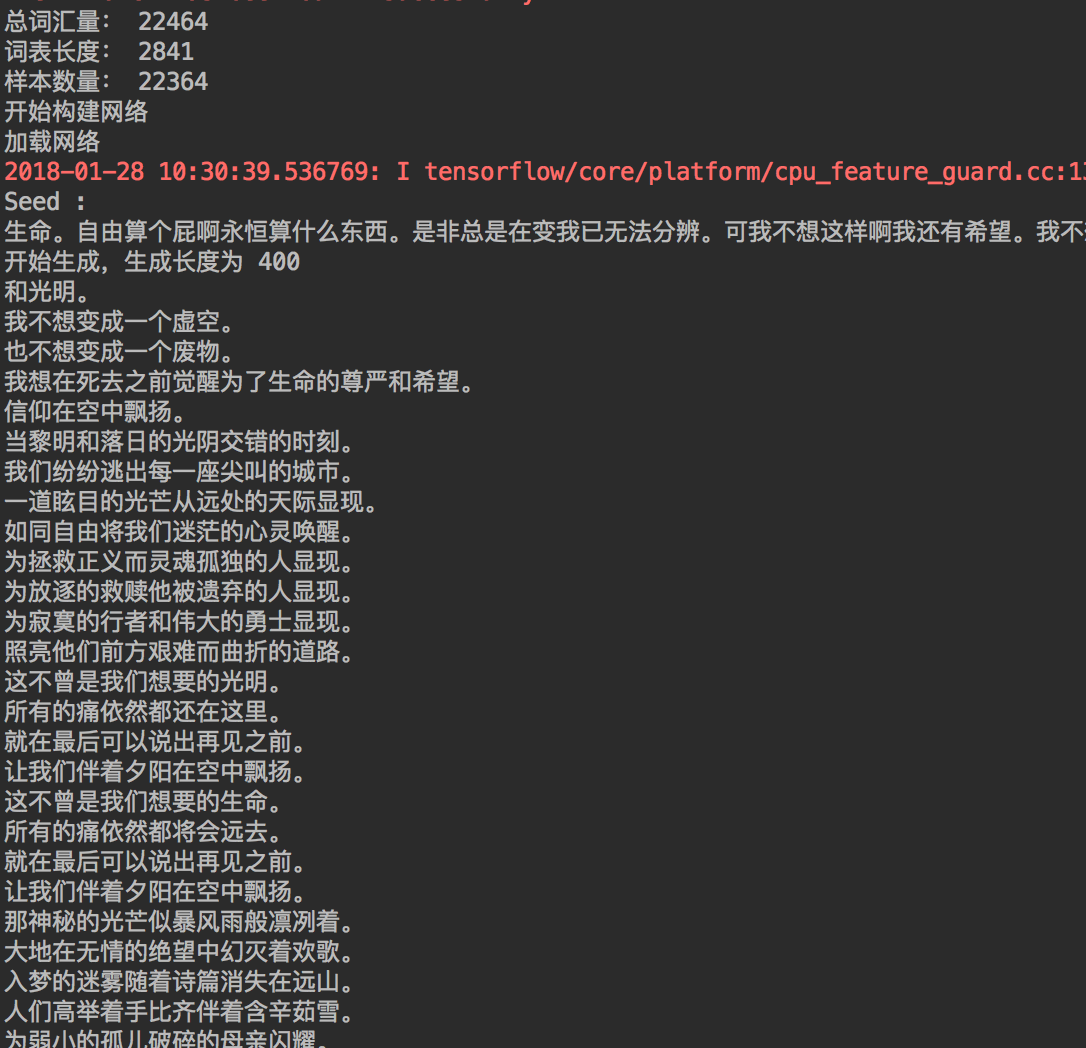 总词汇量： 22464
词表长度： 2841
样本数量： 22364
开始构建网络
加载网络
2018-01-28 10:30:39.536769: I tensorflow/core/platform/cpu_feature_guard.cc:13
Seed :
生命。自由算个屁啊永恒算什么东西。是非总是在变我已无法分辨。可我不想这样啊我还有希望。我不
开始生成，生成长度为 400
和光明。
我不想变成一个虚空。
也不想变成一个废物。
我想在死去之前觉醒为了生命的尊严和希望。
信仰在空中飘扬。
当黎明和落日的光阴交错的时刻。
我们纷纷逃出每一座尖叫的城市。
一道眩目的光芒从远处的天际显现。
如同自由将我们迷茫的心灵唤醒。
为拯救正义而灵魂孤独的人显现。
为放逐的救赎他被遗弃的人显现。
为寂寞的行者和伟大的勇士显现。
照亮他们前方艰难而曲折的道路。
这不曾是我们想要的光明。
所有的痛依然都还在这里。
就在最后可以说出再见之前。
让我们伴着夕阳在空中飘扬。
这不曾是我们想要的生命。
所有的痛依然都将会远去。
就在最后可以说出再见之前。
让我们伴着夕阳在空中飘扬。
那神秘的光芒似暴风雨般凛冽着。
大地在无情的绝望中幻灭着欢歌。
入梦的迷雾随着诗篇消失在远山。
人们高举着手比齐伴着含辛茹雪。
为弱小的孤儿破碎的母亲闪耀。